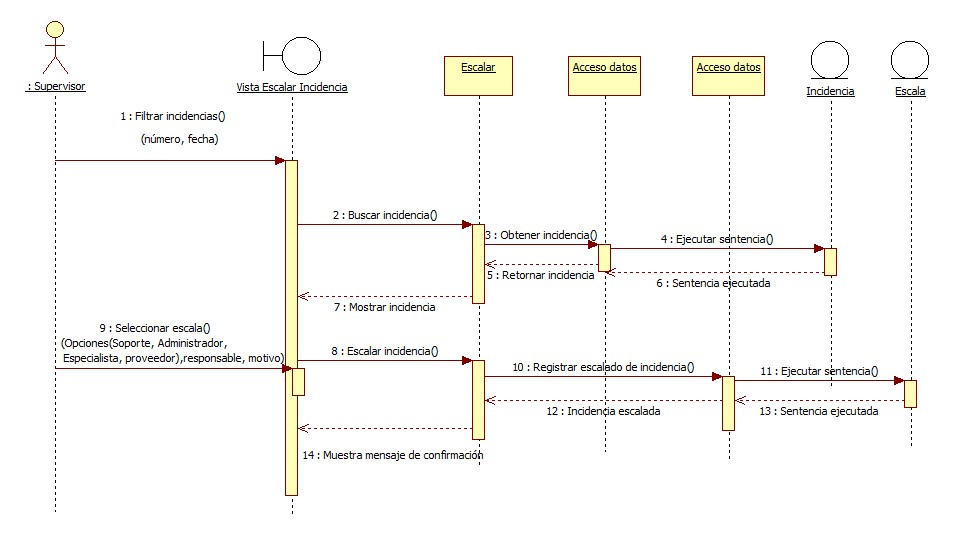 : Supervisor
Vista Escalar Incidencia
Escalar
Acceso datos
Acceso datos
Incidencia
Escala
1 : Filtrar incidencias()
(número, fecha)
2 : Buscar incidencia()
3 : Obtener incidencia()
4 : Ejecutar sentencia()
5 : Retornar incidencia
6 : Sentencia ejecutada
7 : Mostrar incidencia
9 : Seleccionar escala()
(Opciones(Soporte, Administrador,
Especialista, proveedor),responsable, motivo)
8 : Escalar incidencia()
10 : Registrar escalado de incidencia()
11 : Ejecutar sentencia()
12 : Incidencia escalada
13 : Sentencia ejecutada
14 : Muestra mensaje de confirmación